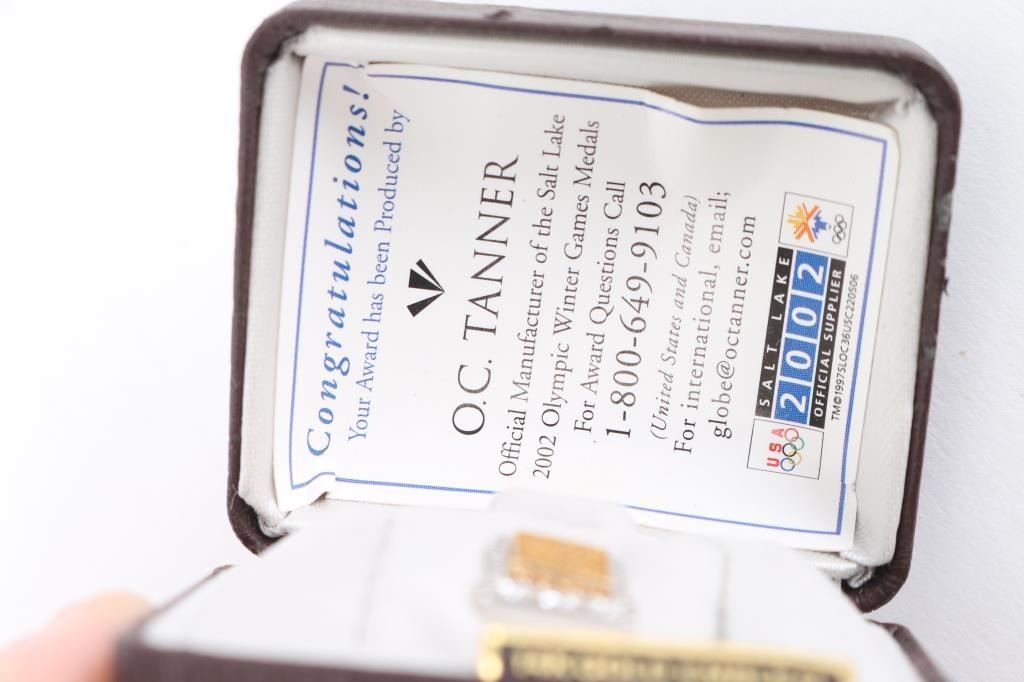 Congratulations!
Your Award has been Produced by
O.C. TANNER
Official Manufacturer of the Salt Lake
2002 Olympic Winter Games Medals
For Award Questions Call
1-800-649-9103
(United States and Canada)
For international, email;
globe@octanner.com
USA
SALT LAKE
2002
OFFICIAL SUPPLIER
TM©1997SLOC36USC220506